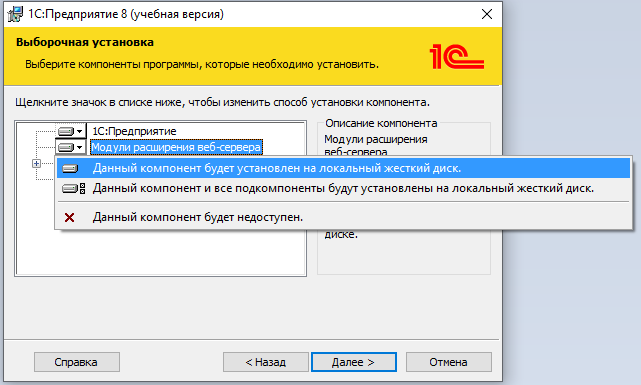 1С:Предприятие 8 (учебная версия)
Выборочная установка
Выберите компоненты программы, которые необходимо установить.
1С
Щелкните значок в списке ниже, чтобы изменить способ установки компонента.
1С:Предприятие
Модули расширения веб-сервера
Описание компонента
Модули расширения
веб-сервера
Данный компонент будет установлен на локальный жесткий диск.
Данный компонент и все подкомпоненты будут установлены на локальный жесткий диск.
Данный компонент будет недоступен.
диске.
Справка
< Назад
Далее >
Отмена